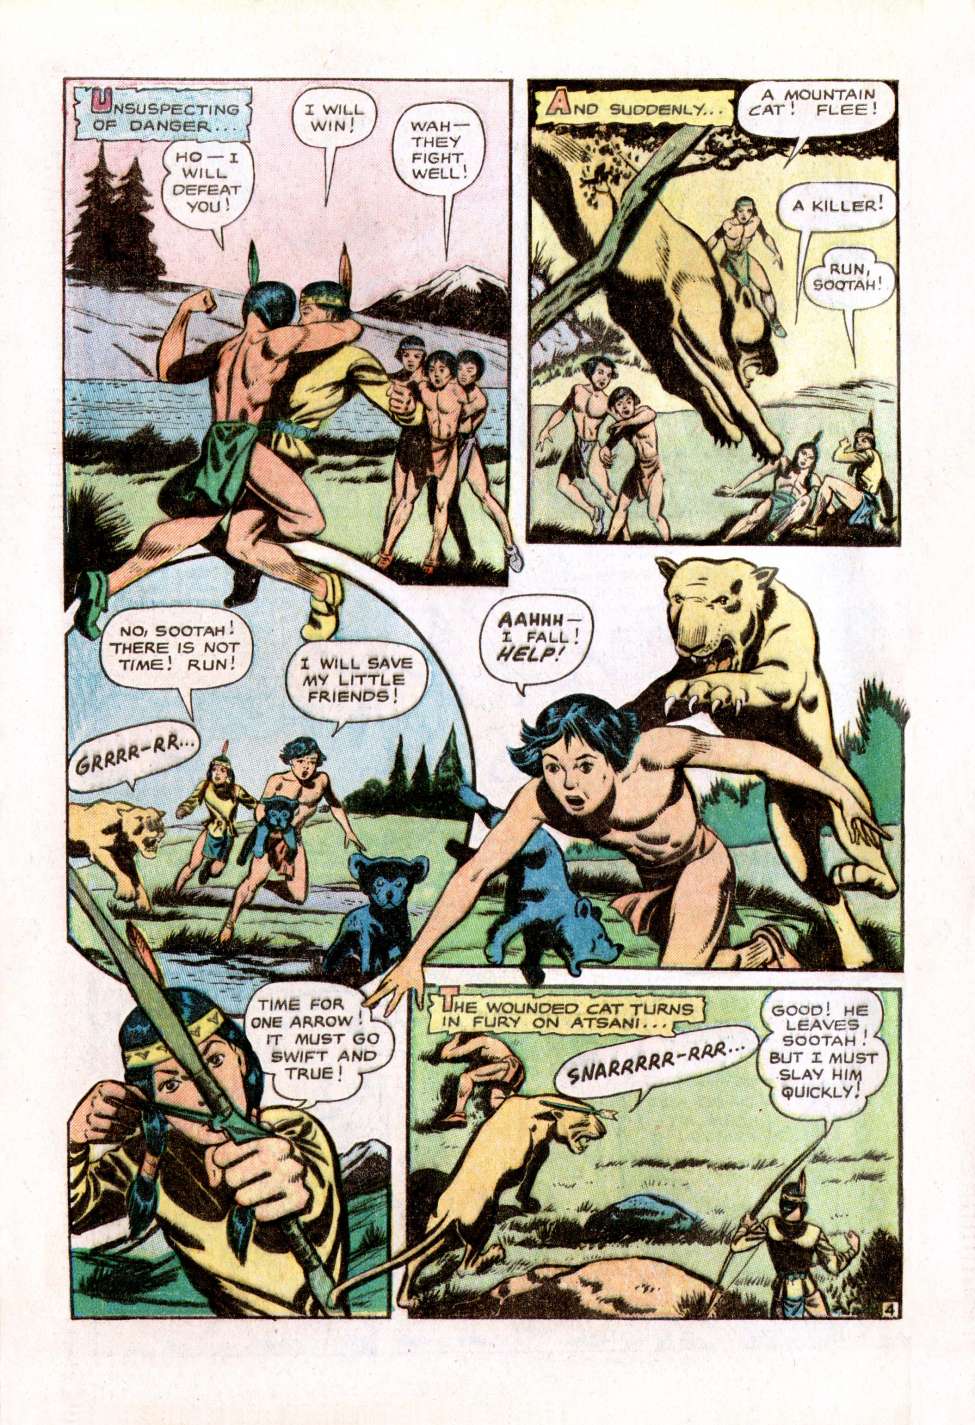 UNSUSPECTING
OF DANGER...
HO—I
WILL
DEFEAT
YOU!
I WILL
WIN!
WAH—
THEY
FIGHT
WELL!
AND SUDDENLY...
A MOUNTAIN
CAT! FLEE!
A KILLER!
RUN,
SOOTAH!
NO, SOOTAH!
THERE IS NOT
TIME! RUN!
I WILL SAVE
MY LITTLE
FRIENDS!
GRRRR-RR...
AAHHH—
I FALL!
HELP!
TIME FOR
ONE ARROW!
IT MUST GO
SWIFT AND
TRUE!
THE WOUNDED CAT TURNS
IN FURY ON ATSANI...
SNARRRRR-RRR...
GOOD! HE
LEAVES
SOOTAH!
BUT I MUST
SLAY HIM
QUICKLY!
4